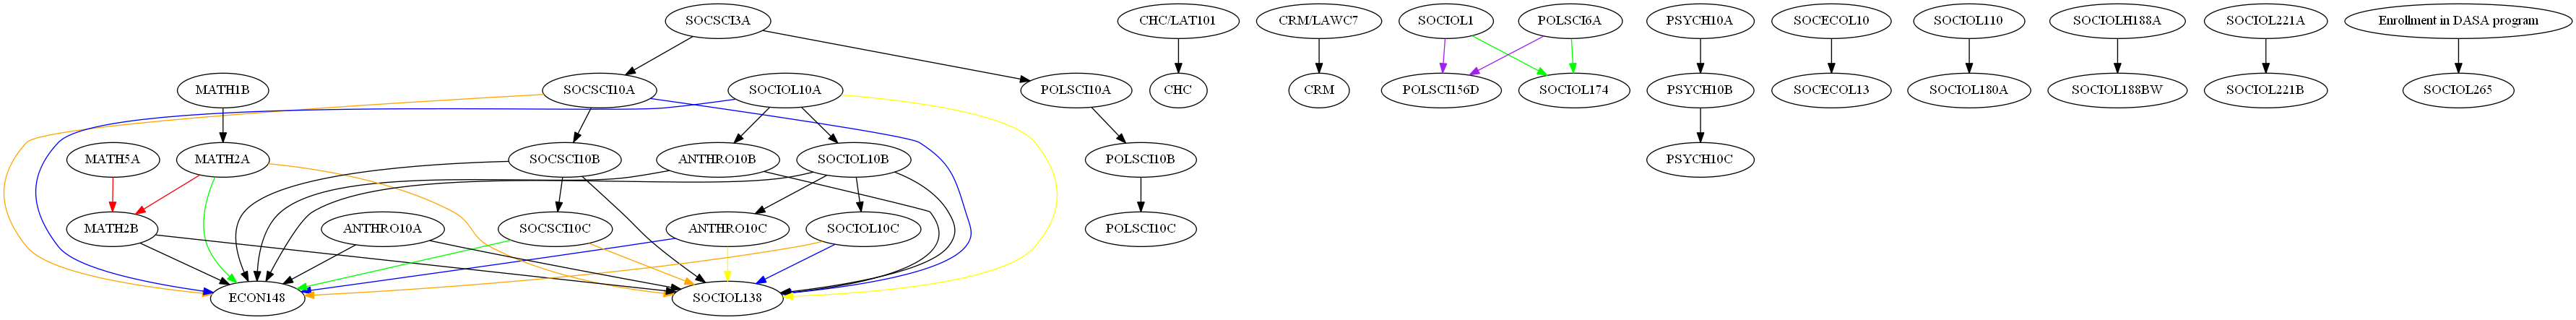 SOCSCI3A
CHC/LAT101
CRM/LAWC7
SOCIOL1
POLSCI6A
PSYCH10A
SOCECOL10
SOCIOL110
SOCIOLH188A
SOCIOL221A
Enrollment in DASA program
MATH1B
SOCSCI10A
SOCIOL10A
POLSCI10A
CHC
CRM
POLSCI156D
SOCIOL174
PSYCH10B
SOCECOL13
SOCIOL180A
SOCIOL188BW
SOCIOL221B
SOCIOL265
MATH5A
MATH2A
SOCSCI10B
ANTHRO10B
SOCIOL10B
POLSCI10B
PSYCH10C
MATH2B
ANTHRO10A
SOCSCI10C
ANTHRO10C
SOCIOL10C
POLSCI10C
ECON148
SOCIOL138